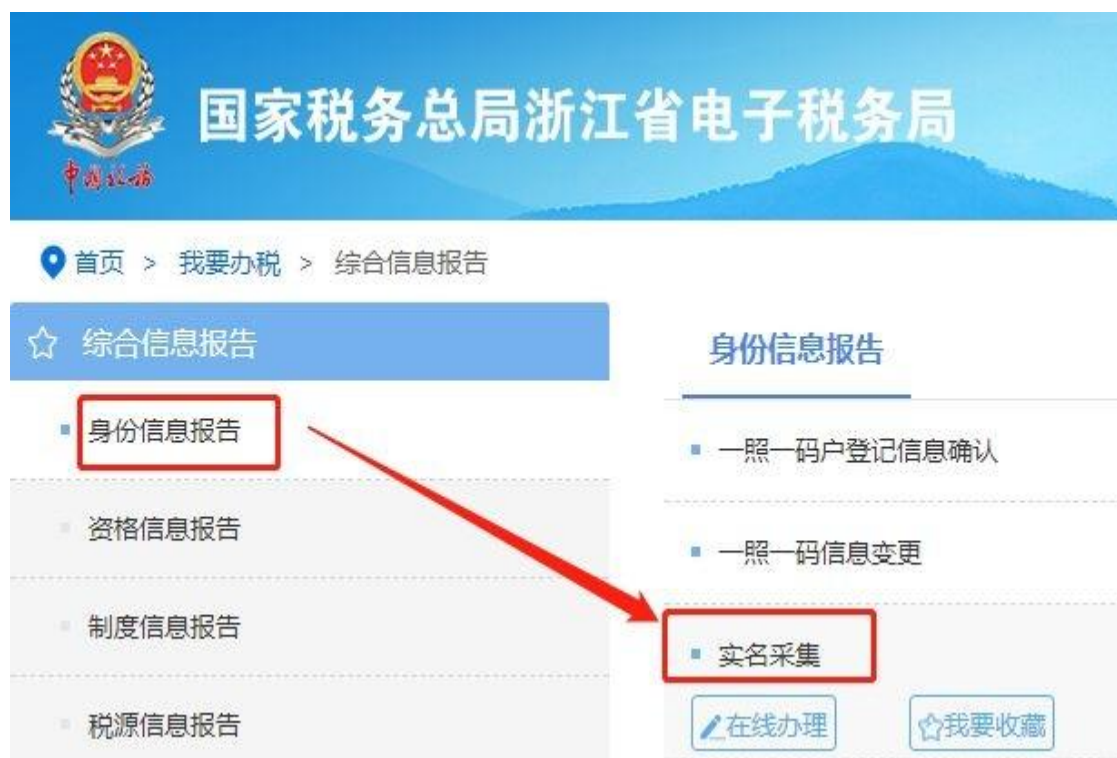 国家税务总局浙江省电子税务局
中国税务
首页 > 我要办税 > 综合信息报告
综合信息报告
身份信息报告
资格信息报告
制度信息报告
税源信息报告
身份信息报告
一照一码户登记信息确认
一照一码信息变更
实名采集
在线办理 我要收藏